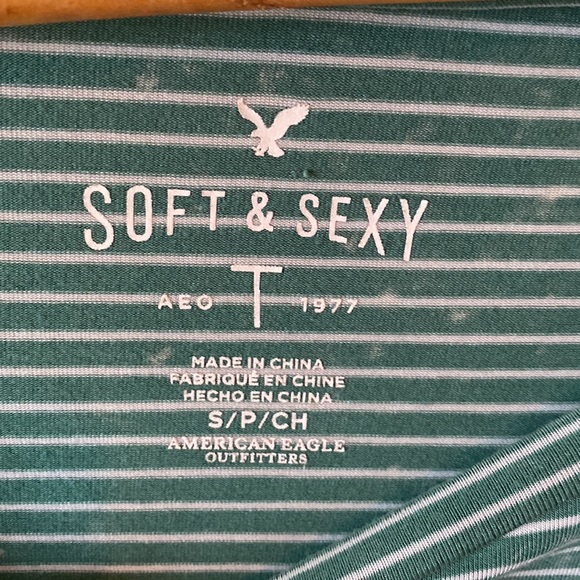 SOFT & SEXY
AEO T 1977
MADE IN CHINA
FABRIQUÉ EN CHINE
HECHO EN CHINA
S/P/CH
AMERICAN EAGLE
OUTFITTERS